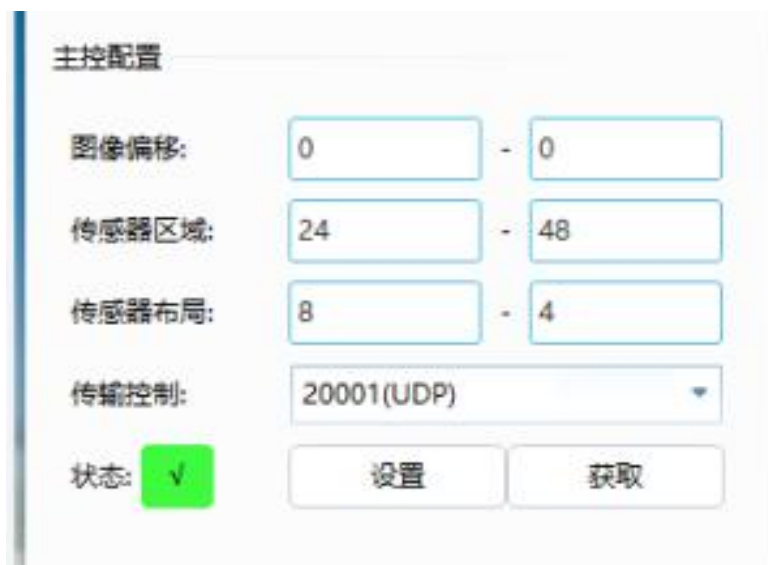 主控配置
图像偏移: 0 - 0
传感器区域: 24 - 48
传感器布局: 8 - 4
传输控制: 20001(UDP)
状态: √ 设置 获取